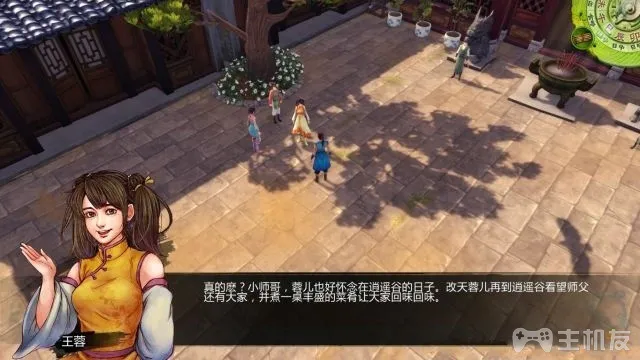 真的麽？小师哥，蓉儿也好怀念在逍遥谷的日子。改天蓉儿再到逍遥谷看望师父
还有大家，并煮一桌丰盛的菜肴让大家回味回味。
王蓉
主机友